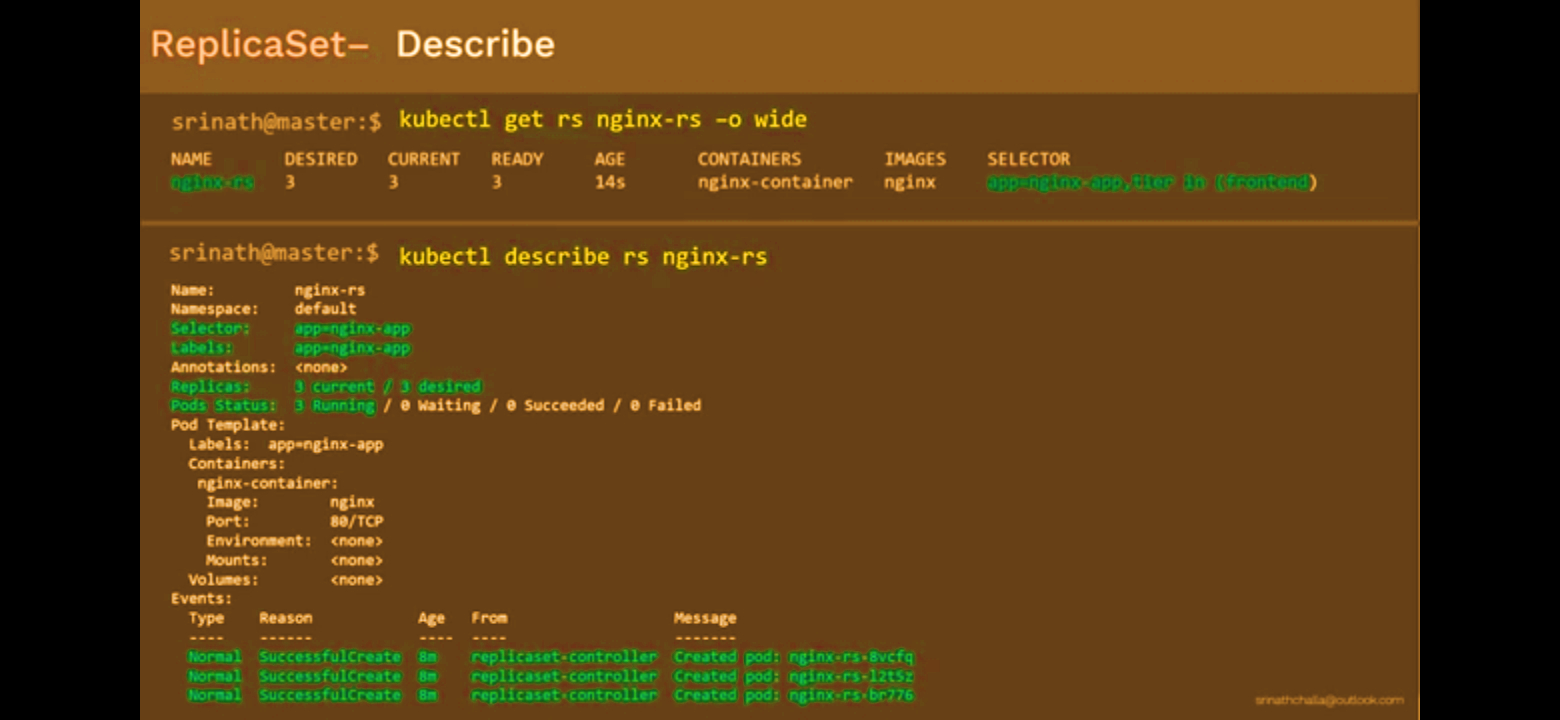 ReplicaSet– Describe
srinath@master:$ kubectl get rs nginx-rs –o wide
NAME DESIRED CURRENT READY AGE CONTAINERS IMAGES SELECTOR
nginx-rs 3 3 3 14s nginx-container nginx app=nginx-app,tier in (frontend)
srinath@master:$ kubectl describe rs nginx-rs
Name: nginx-rs
Namespace: default
Selector: app=nginx-app
Labels: app=nginx-app
Annotations: <none>
Replicas: 3 current / 3 desired
Pods Status: 3 Running / 0 Waiting / 0 Succeeded / 0 Failed
Pod Template:
Labels: app=nginx-app
Containers:
nginx-container:
Image: nginx
Port: 80/TCP
Environment: <none>
Mounts: <none>
Volumes: <none>
Events:
Type Reason Age From Message
---- ------ ---- ---- -------
Normal SuccessfulCreate 8m replicaset-controller Created pod: nginx-rs-8vcfq
Normal SuccessfulCreate 8m replicaset-controller Created pod: nginx-rs-l2t5z
Normal SuccessfulCreate 8m replicaset-controller Created pod: nginx-rs-br776
srinathchalla@outlook.com